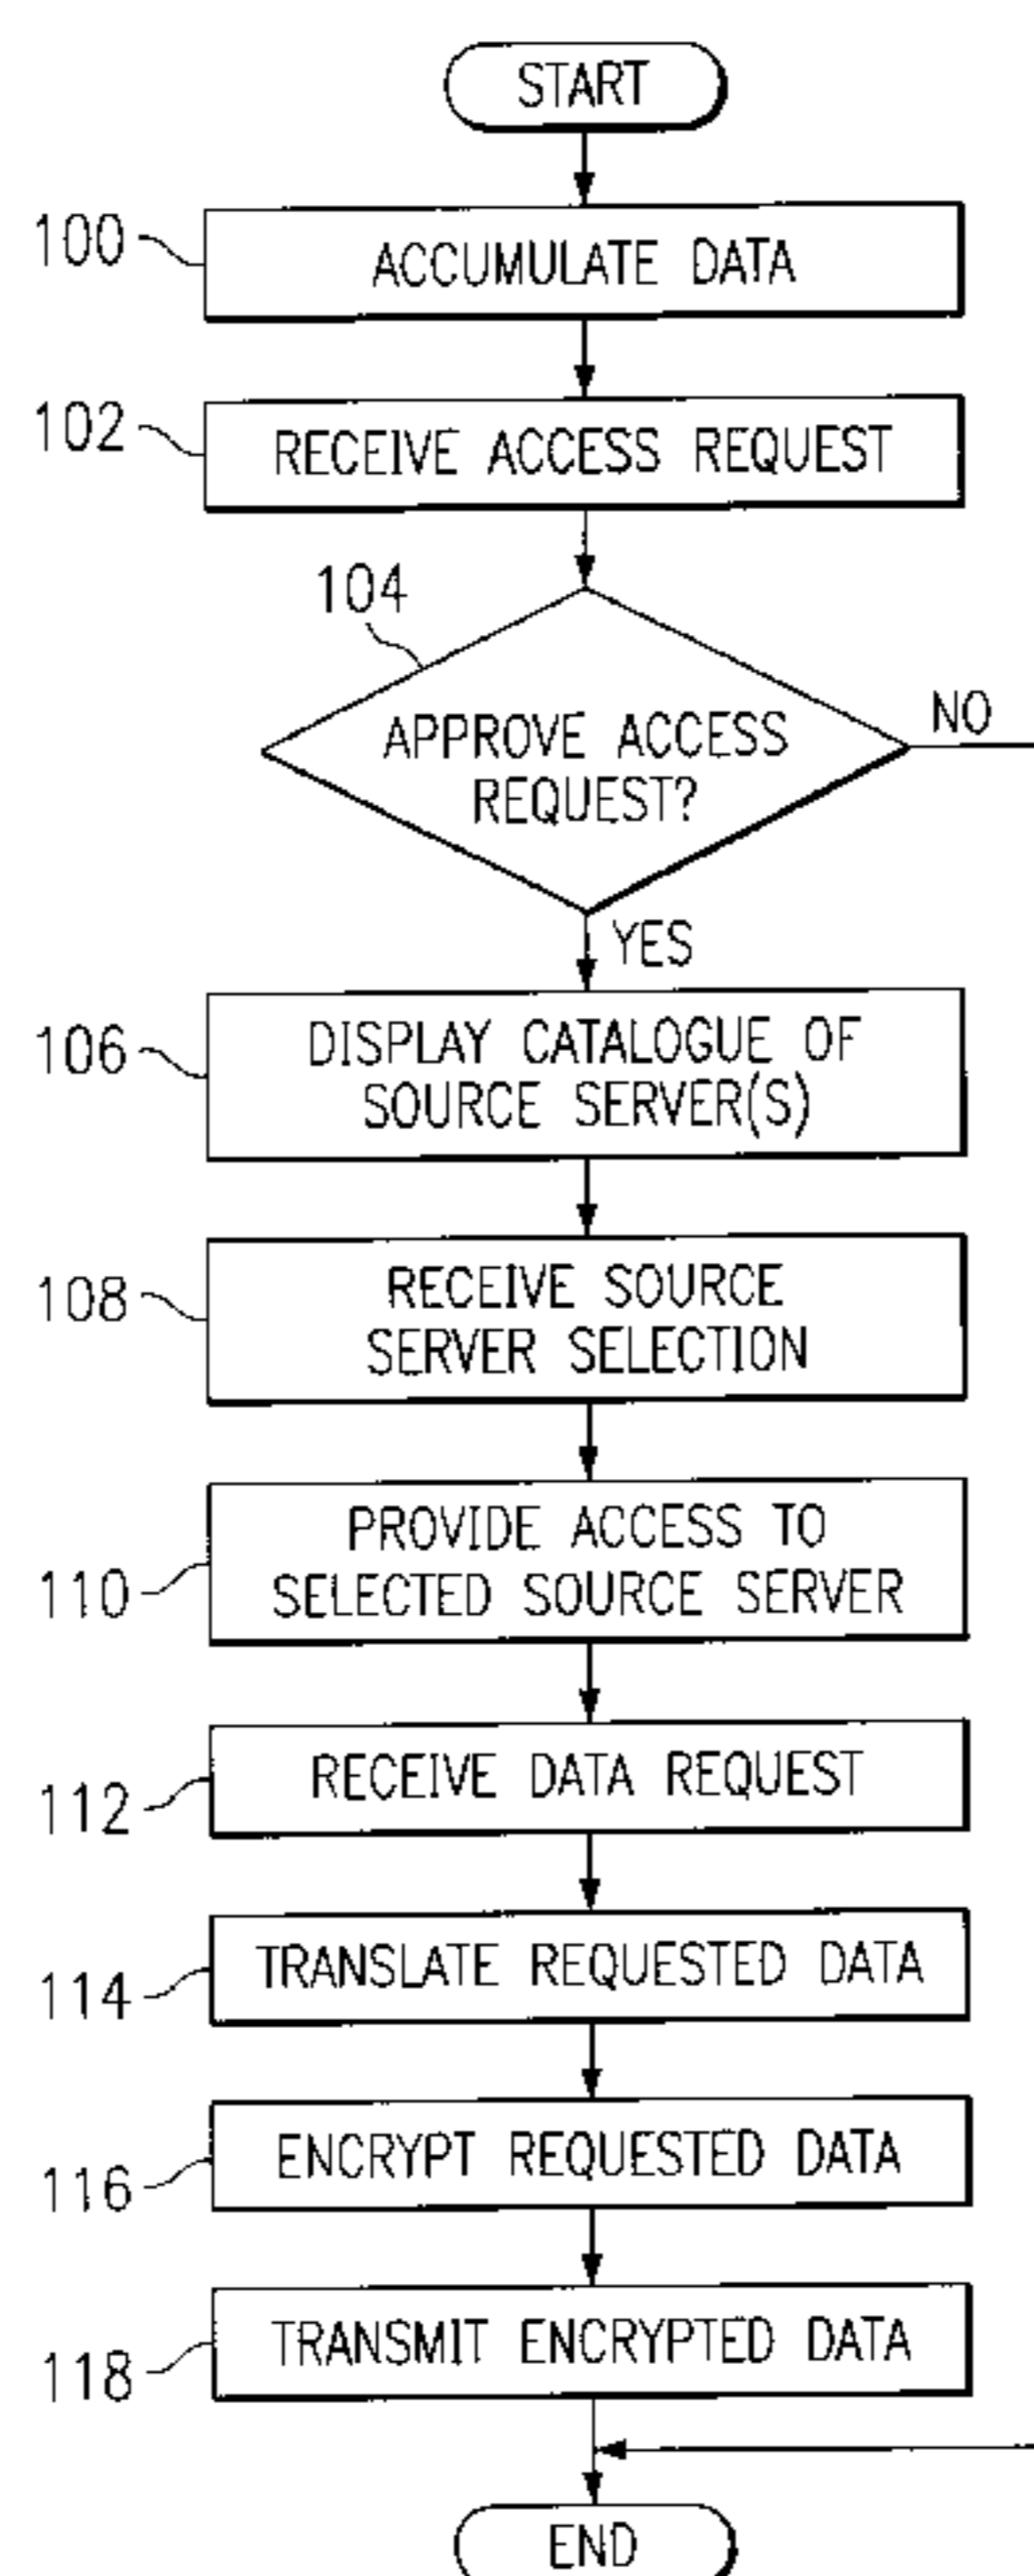 START
100
ACCUMULATE DATA
102
RECEIVE ACCESS REQUEST
104
APPROVE ACCESS
REQUEST?
NO
YES
106
DISPLAY CATALOGUE OF
SOURCE SERVER(S)
108
RECEIVE SOURCE
SERVER SELECTION
110
PROVIDE ACCESS TO
SELECTED SOURCE SERVER
112
RECEIVE DATA REQUEST
114
TRANSLATE REQUESTED DATA
116
ENCRYPT REQUESTED DATA
118
TRANSMIT ENCRYPTED DATA
END